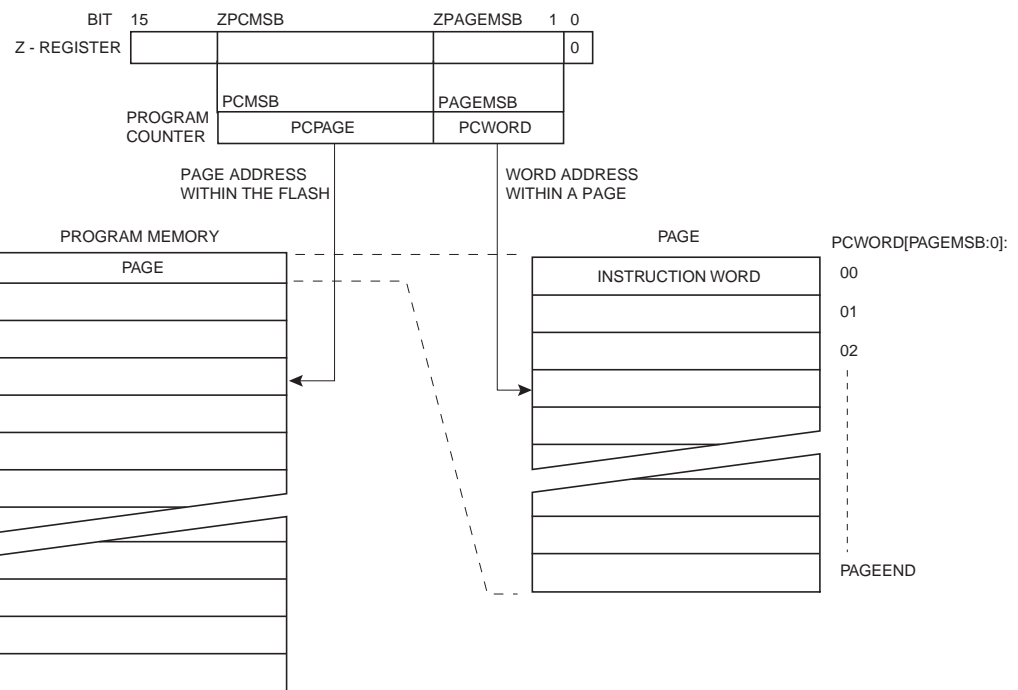 BIT 15 ZPCMSB ZPAGEMSB 1 0
Z - REGISTER 0
PCMSB PAGEMSB
PROGRAM
COUNTER
PCPAGE PCWORD
PAGE ADDRESS
WITHIN THE FLASH
WORD ADDRESS
WITHIN A PAGE
PROGRAM MEMORY
PAGE
PAGE
PCWORD[PAGEMSB:0]:
INSTRUCTION WORD
00
01
02
PAGEEND